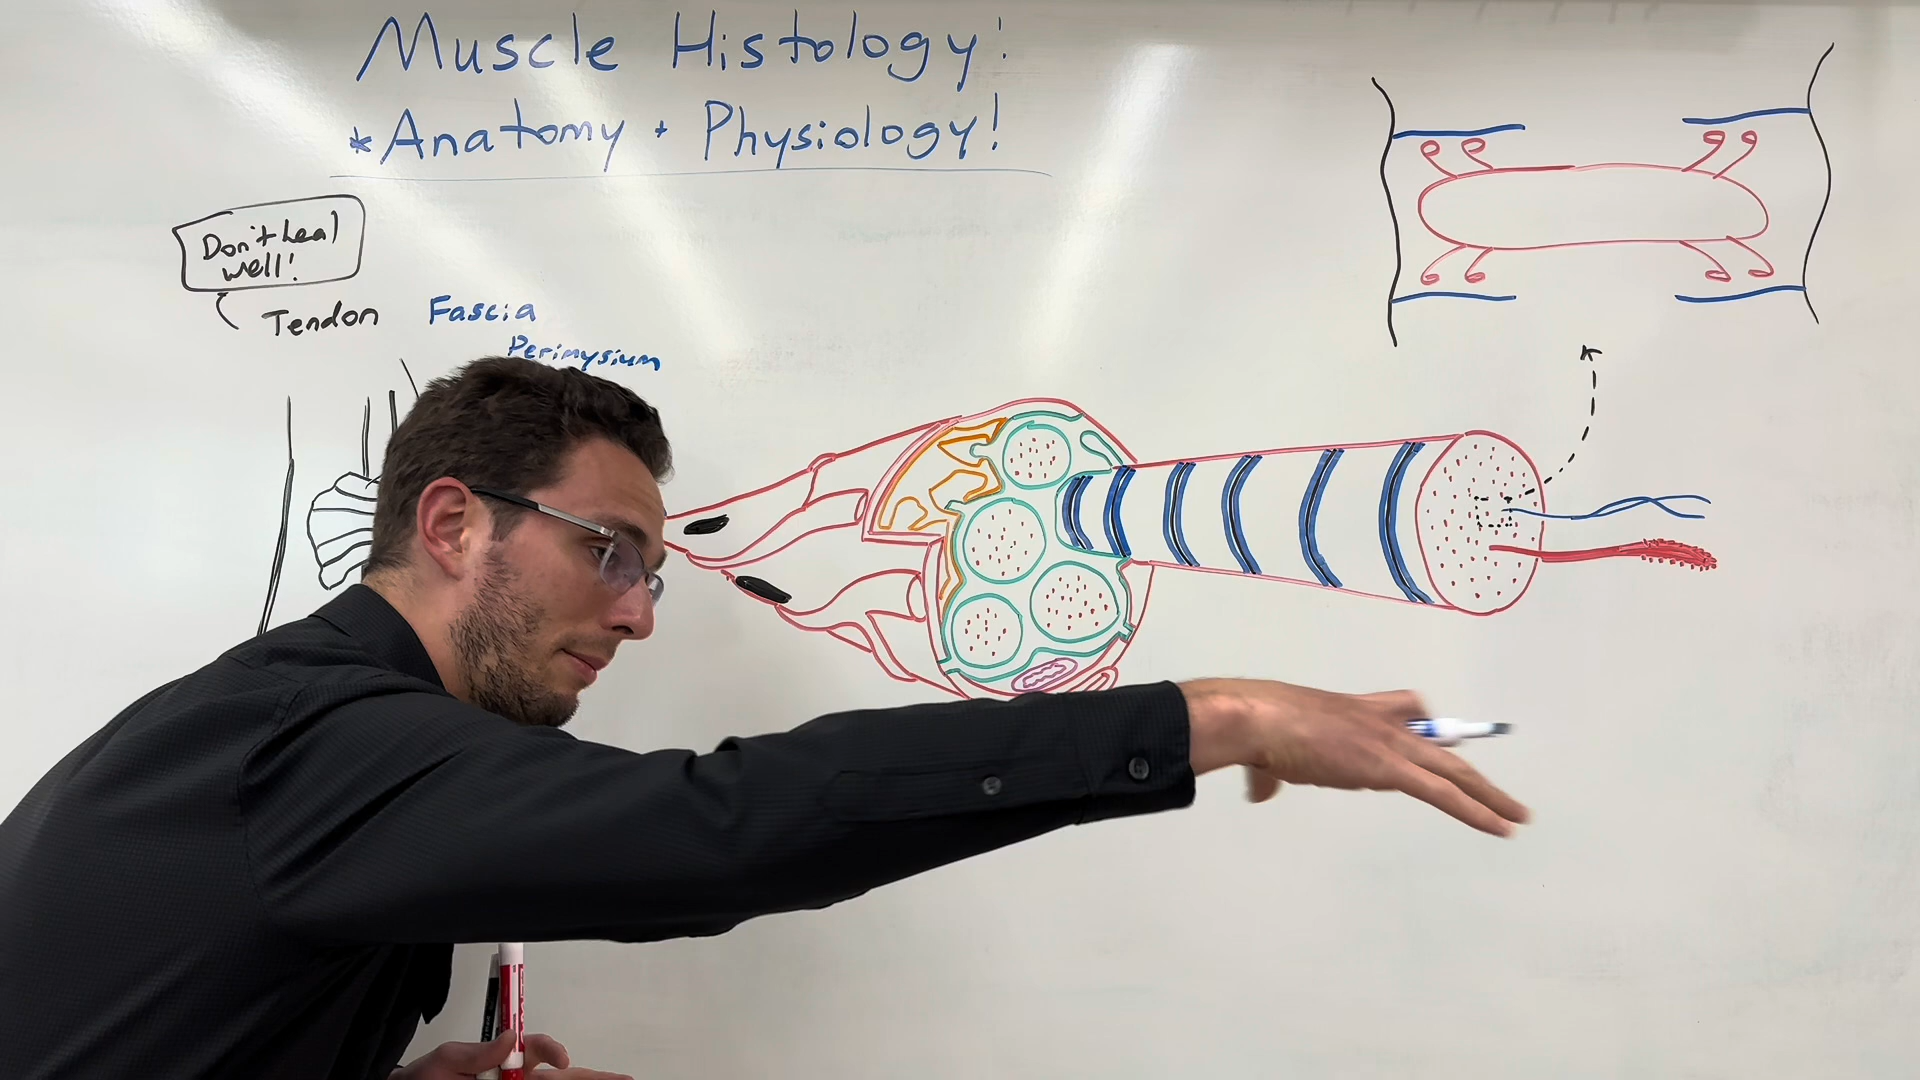 Muscle Histology!
*Anatomy + Physiology!
Don't heal
well!
Tendon
Fascia
Perimysium